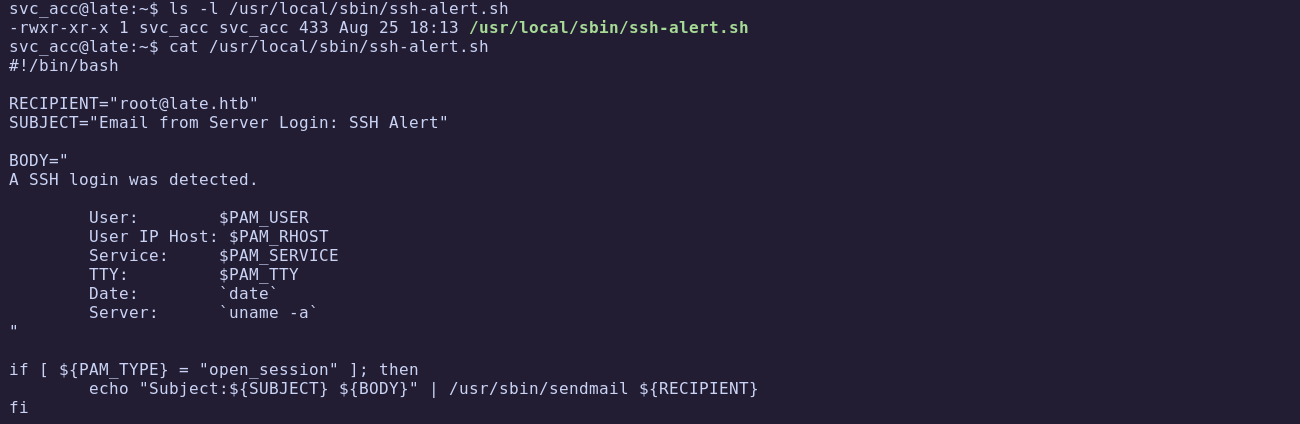 svc_acc@late:~$ ls -l /usr/local/sbin/ssh-alert.sh
-rwxr-xr-x 1 svc_acc svc_acc 433 Aug 25 18:13 /usr/local/sbin/ssh-alert.sh
svc_acc@late:~$ cat /usr/local/sbin/ssh-alert.sh
#!/bin/bash

RECIPIENT="root@late.htb"
SUBJECT="Email from Server Login: SSH Alert"

BODY="
A SSH login was detected.

        User:        $PAM_USER
        User IP Host: $PAM_RHOST
        Service:     $PAM_SERVICE
        TTY:         $PAM_TTY
        Date:        `date`
        Server:      `uname -a`
"

if [ ${PAM_TYPE} = "open_session" ]; then
        echo "Subject:${SUBJECT} ${BODY}" | /usr/sbin/sendmail ${RECIPIENT}
fi